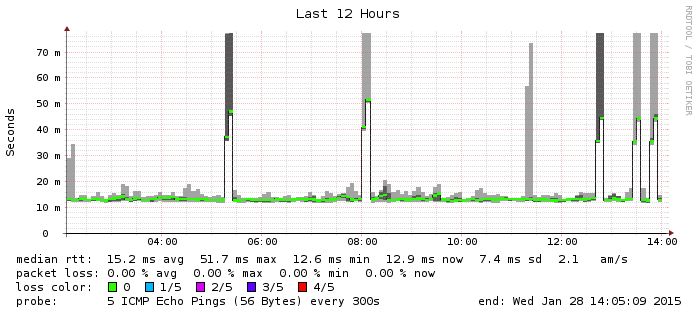 Last 12 Hours
RRDTOOL / TOBI OETIKER
Seconds
70 m
60 m
50 m
40 m
30 m
20 m
10 m
0
04:00 06:00 08:00 10:00 12:00 14:00
median rtt: 15.2 ms avg 51.7 ms max 12.6 ms min 12.9 ms now 7.4 ms sd 2.1 am/s
packet loss: 0.00 % avg 0.00 % max 0.00 % min 0.00 % now
loss color: 0 1/5 2/5 3/5 4/5
probe: 5 ICMP Echo Pings (56 Bytes) every 300s end: Wed Jan 28 14:05:09 2015